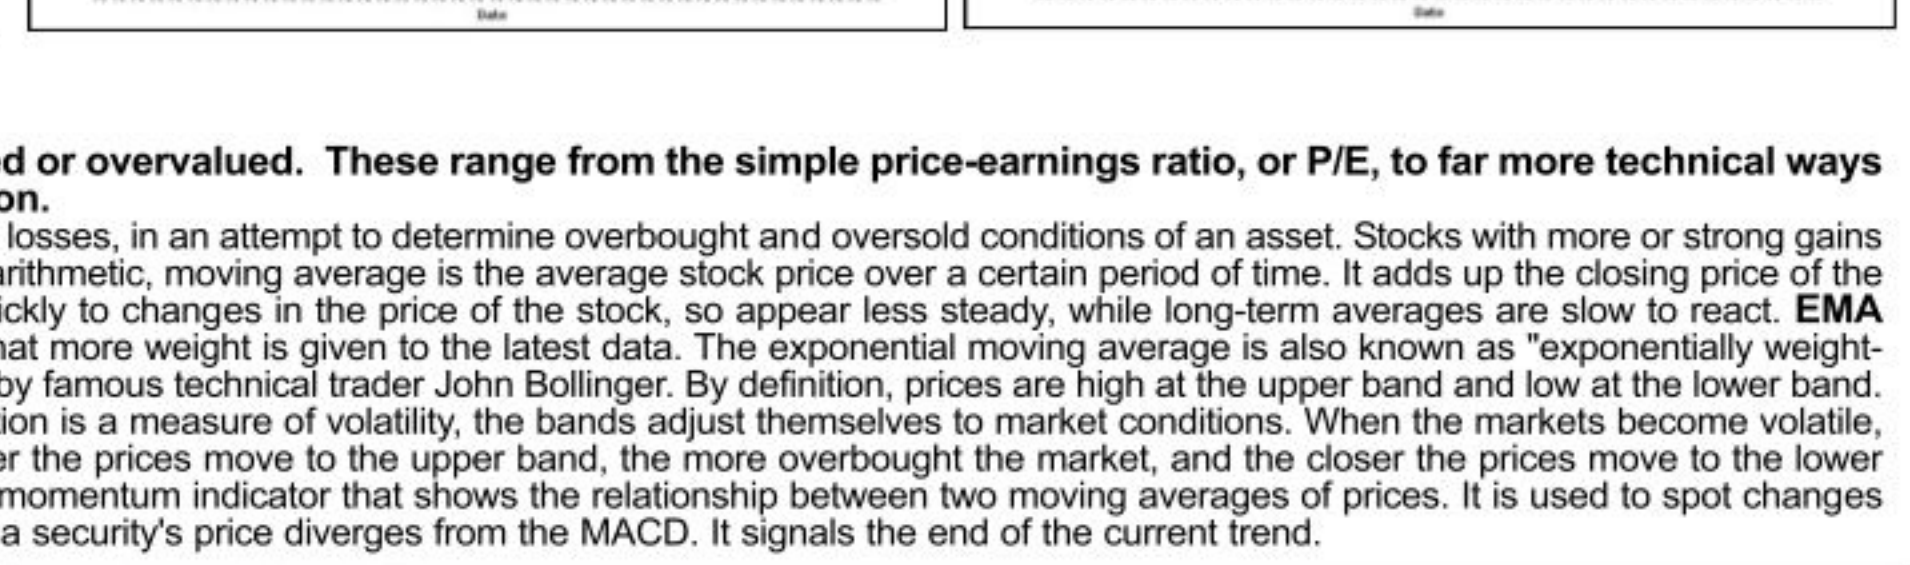 Date
Date
ed or overvalued.  These range from the simple price-earnings ratio, or P/E, to far more technical ways
on.
losses, in an attempt to determine overbought and oversold conditions of an asset. Stocks with more or strong gains
arithmetic, moving average is the average stock price over a certain period of time. It adds up the closing price of the
ickly to changes in the price of the stock, so appear less steady, while long-term averages are slow to react. EMA
hat more weight is given to the latest data. The exponential moving average is also known as "exponentially weight-
by famous technical trader John Bollinger. By definition, prices are high at the upper band and low at the lower band.
tion is a measure of volatility, the bands adjust themselves to market conditions. When the markets become volatile,
er the prices move to the upper band, the more overbought the market, and the closer the prices move to the lower
momentum indicator that shows the relationship between two moving averages of prices. It is used to spot changes
a security's price diverges from the MACD. It signals the end of the current trend.